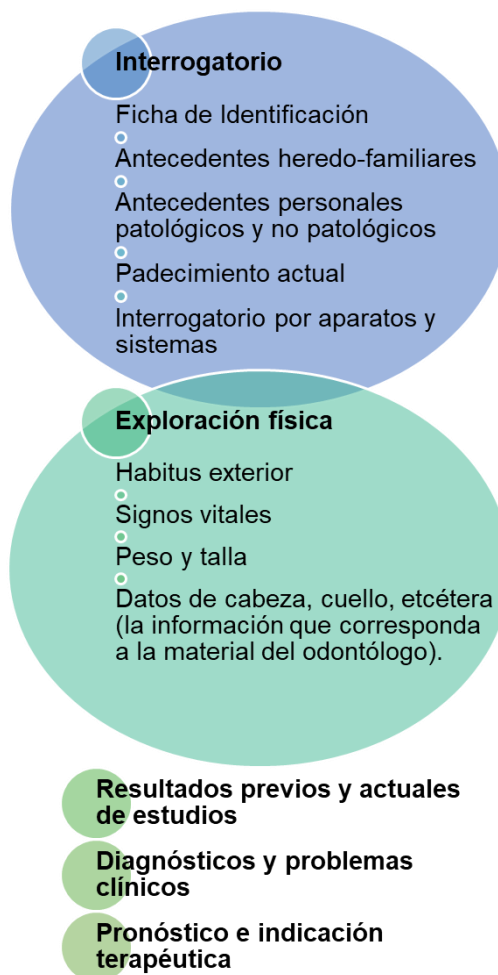 Interrogatorio
Ficha de Identificación
Antecedentes heredo-familiares
Antecedentes personales
patológicos y no patológicos
Padecimiento actual
Interrogatorio por aparatos y
sistemas
Exploración física
Habitus exterior
Signos vitales
Peso y talla
Datos de cabeza, cuello, etcétera
(la información que corresponda
a la material del odontólogo).
Resultados previos y actuales
de estudios
Diagnósticos y problemas
clínicos
Pronóstico e indicación
terapéutica